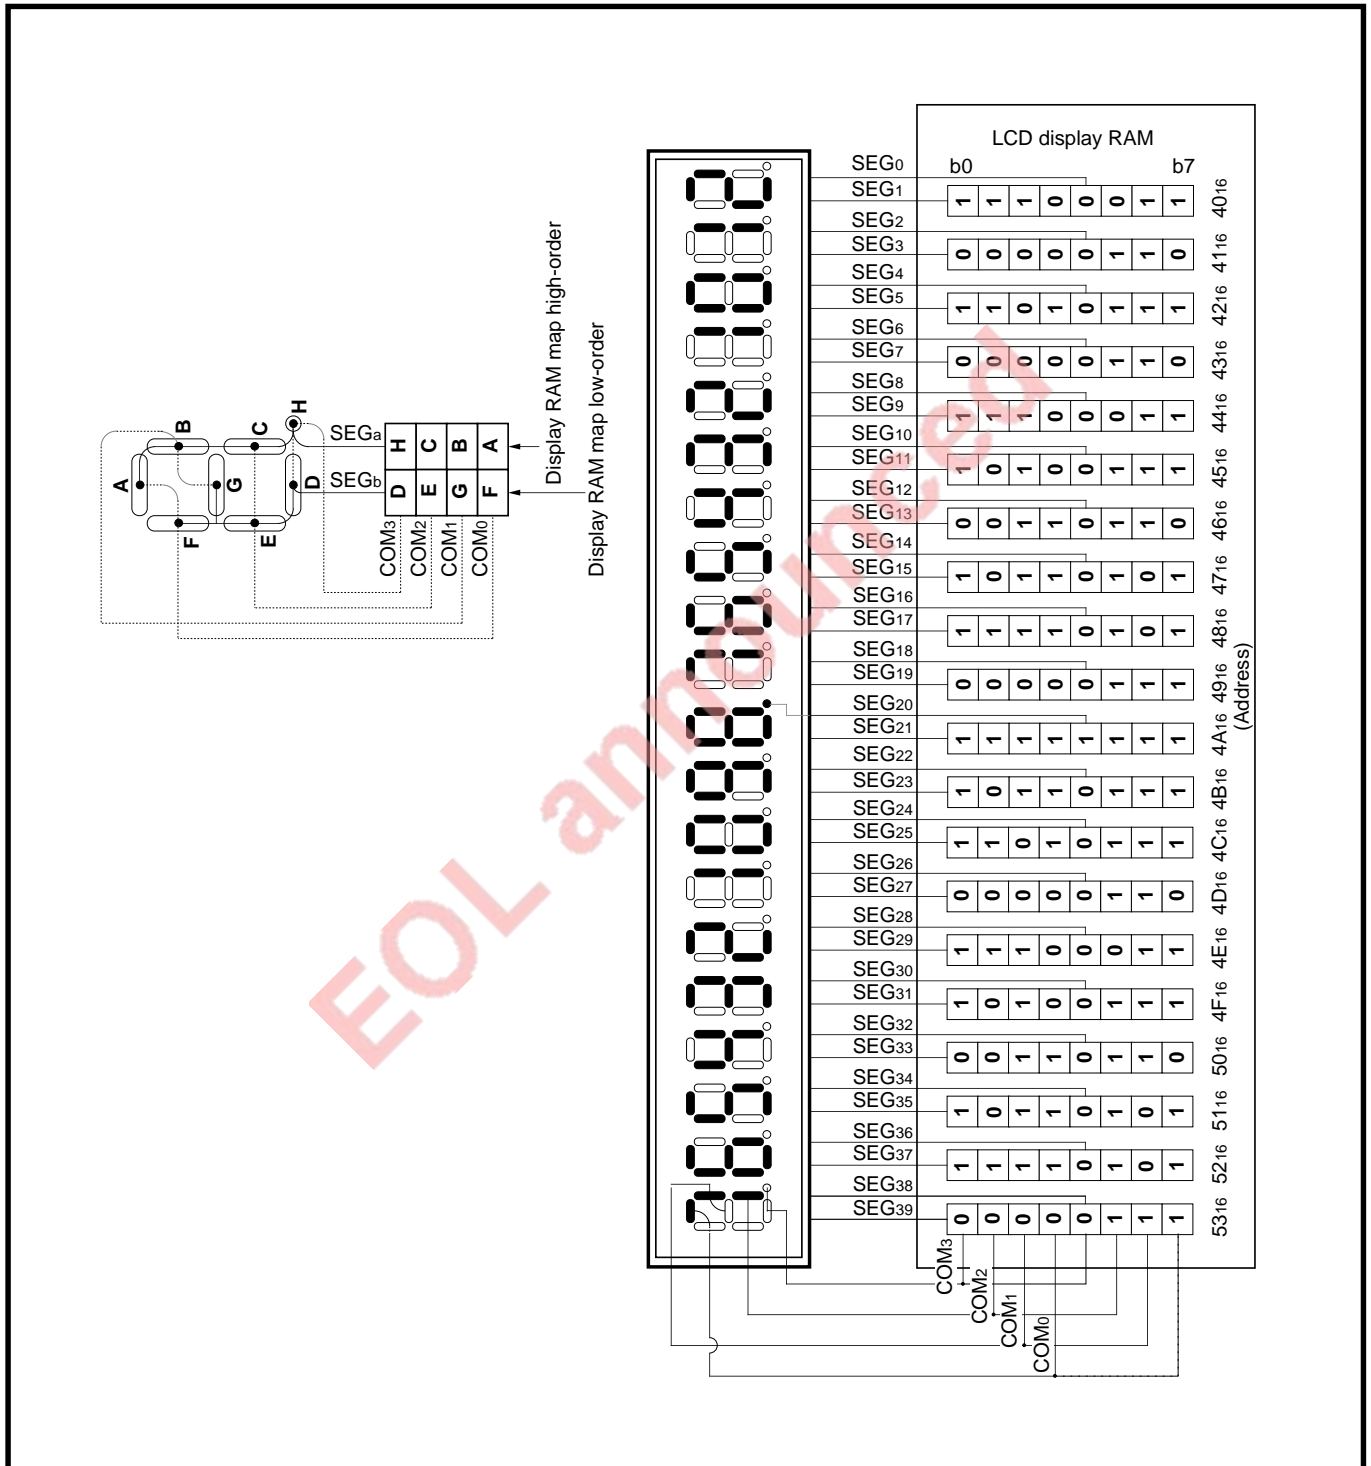 LCD display RAM
b0 b7
SEG0
SEG1 1 1 1 0 0 0 1 1 4016
SEG2
SEG3 0 0 0 0 0 1 1 0 4116
SEG4
SEG5 1 1 0 1 0 1 1 1 4216
SEG6
SEG7 0 0 0 0 0 1 1 0 4316
SEG8
SEG9 1 1 1 0 0 0 1 1 4416
SEG10
SEG11 1 0 1 0 0 1 1 1 4516
SEG12
SEG13 0 0 1 1 0 1 1 0 4616
SEG14
SEG15 1 0 1 1 0 1 0 1 4716
SEG16
SEG17 1 1 1 1 0 1 0 1 4816
SEG18
SEG19 0 0 0 0 0 1 1 1 4916
(Address)
SEG20
SEG21 1 1 1 1 1 1 1 1 4A16
SEG22
SEG23 1 0 1 1 0 1 1 1 4B16
SEG24
SEG25 1 1 0 1 0 1 1 1 4C16
SEG26
SEG27 0 0 0 0 0 1 1 0 4D16
SEG28
SEG29 1 1 1 0 0 0 1 1 4E16
SEG30
SEG31 1 0 1 0 0 1 1 1 4F16
SEG32
SEG33 0 0 1 1 0 1 1 0 5016
SEG34
SEG35 1 0 1 1 0 1 0 1 5116
SEG36
SEG37 1 1 1 1 0 1 0 1 5216
SEG38
SEG39 0 0 0 0 0 1 1 1 5316
COM3
COM2
COM1
COM0
A
B
C
D
E
F
G
H
SEGa H C B A
SEGb D E G F
COM3
COM2
COM1
COM0
Display RAM map high-order
Display RAM map low-order
EOL announced